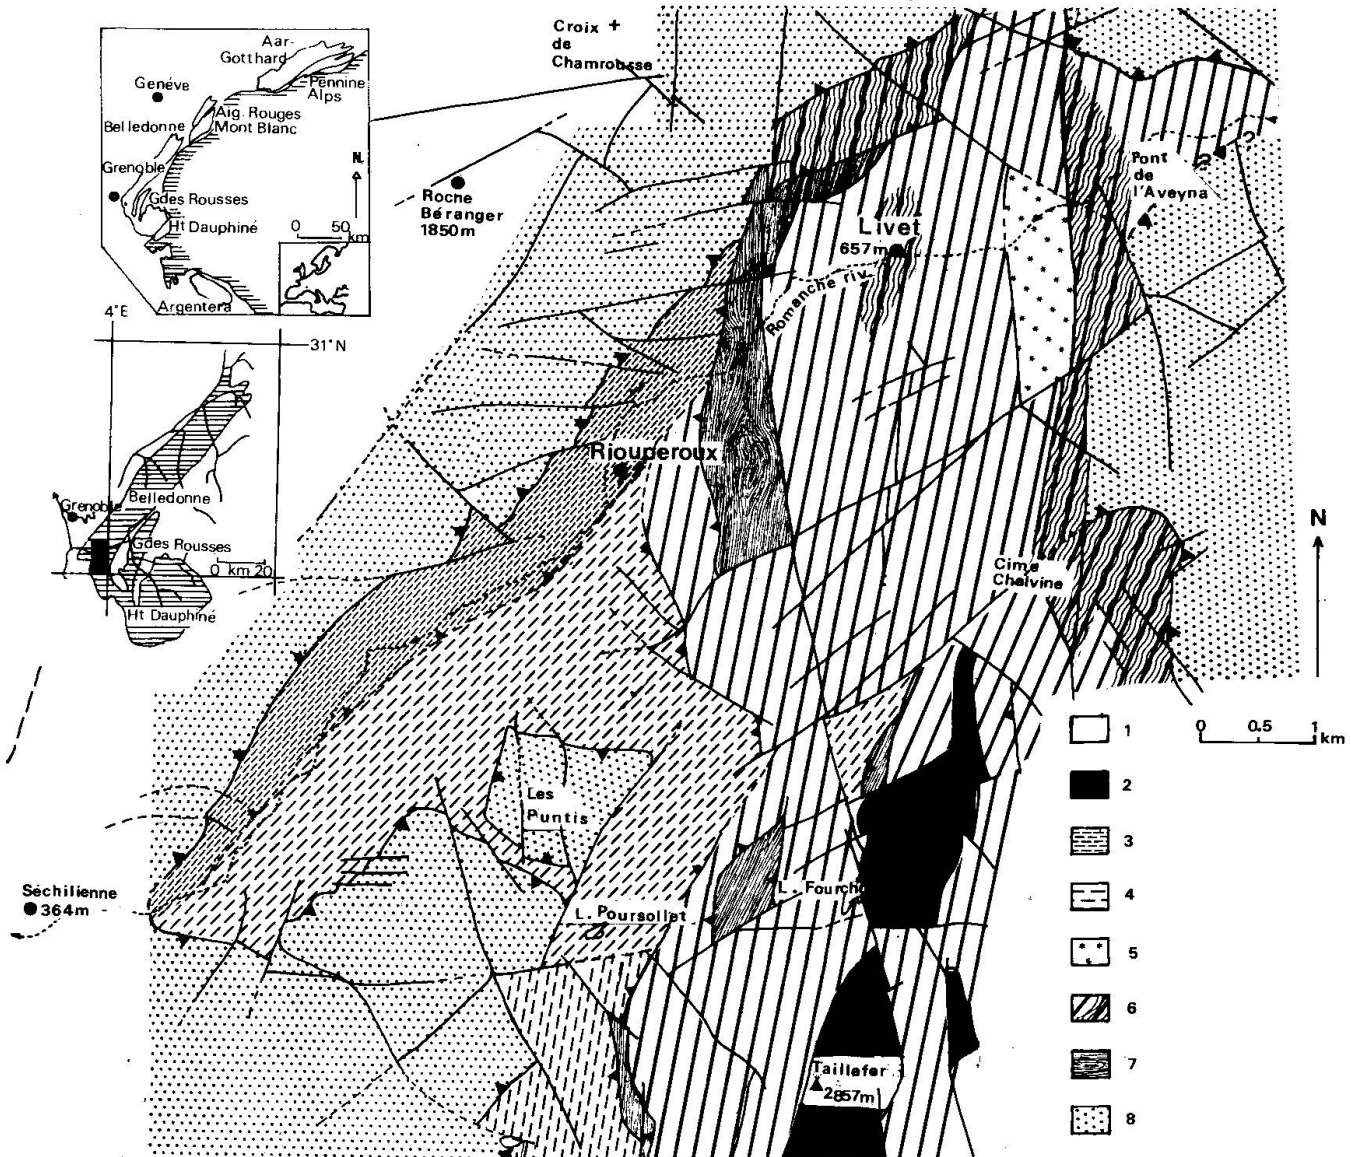 Aar-
Gotthard
Genéve
Pennine
Alps
Aig. Rouges
Mont Blanc
Belledonne
N.
Grenoble
Gdes Rousses
Ht Dauphiné
0 50
km
Argentera
4°E
31°N
Belledonne
Grenoble
Gdes Rousses
0 km 20
Ht Dauphiné
Croix +
de
Chamrousse
Roche
Béranger
1850m
Pont
de
l'Aveyna
?
?
Livet
657m
Romanche riv.
Riouperoux
Cime
Chalvine
N
Les
Puntis
Séchilienne
364m
L. Poursollet
L. Fourchu
Taillefer
2857m
0 0.5 1
km
1
2
3
4
5
6
7
8